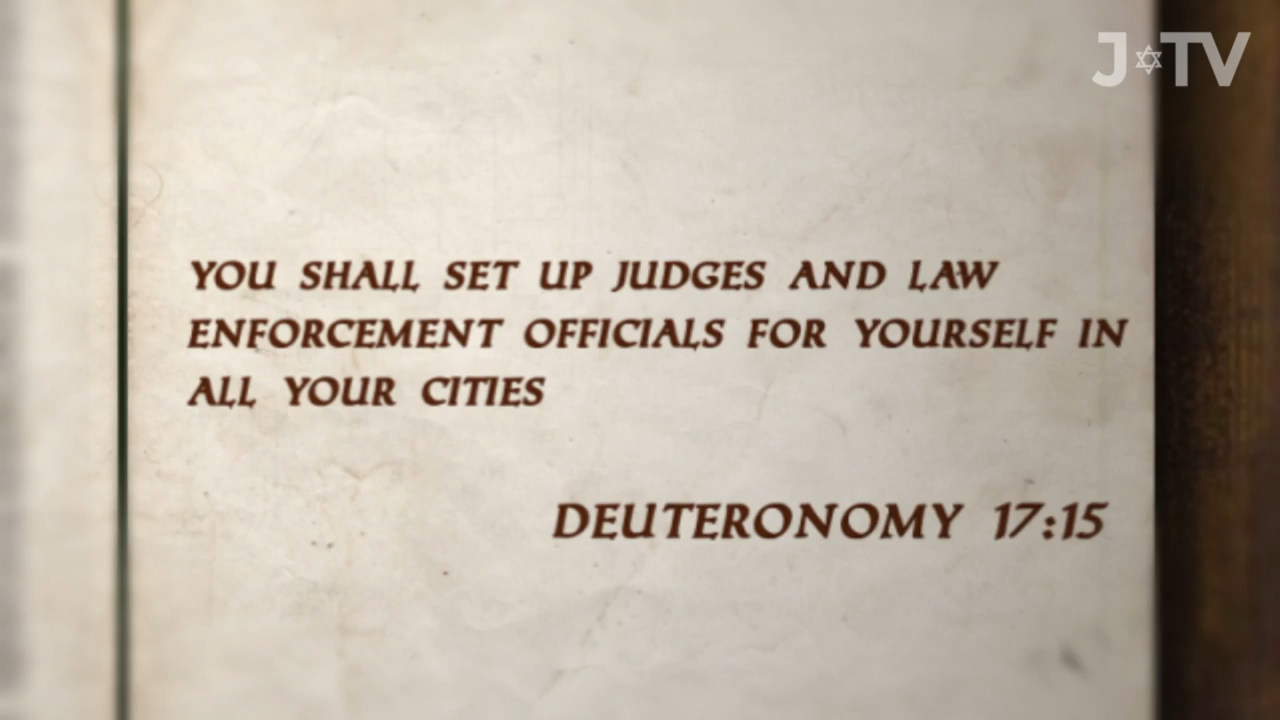 J✡TV
YOU SHALL SET UP JUDGES AND LAW
ENFORCEMENT OFFICIALS FOR YOURSELF IN
ALL YOUR CITIES
DEUTERONOMY 17:15